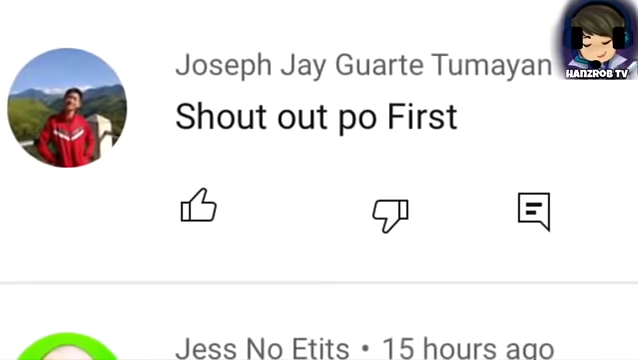 HANZROB TV
Joseph Jay Guarte Tumayan
Shout out po First
Jess No Etits • 15 hours ago